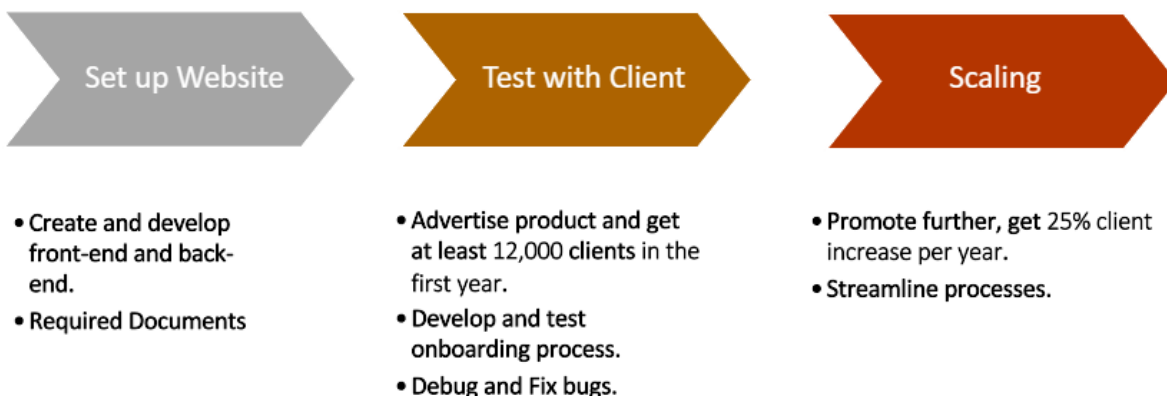 Set up Website
Test with Client
Scaling
• Create and develop
front-end and back-
end.
• Required Documents
• Advertise product and get
at least 12,000 clients in the
first year.
• Develop and test
onboarding process.
• Debug and Fix bugs.
• Promote further, get 25% client
increase per year.
• Streamline processes.